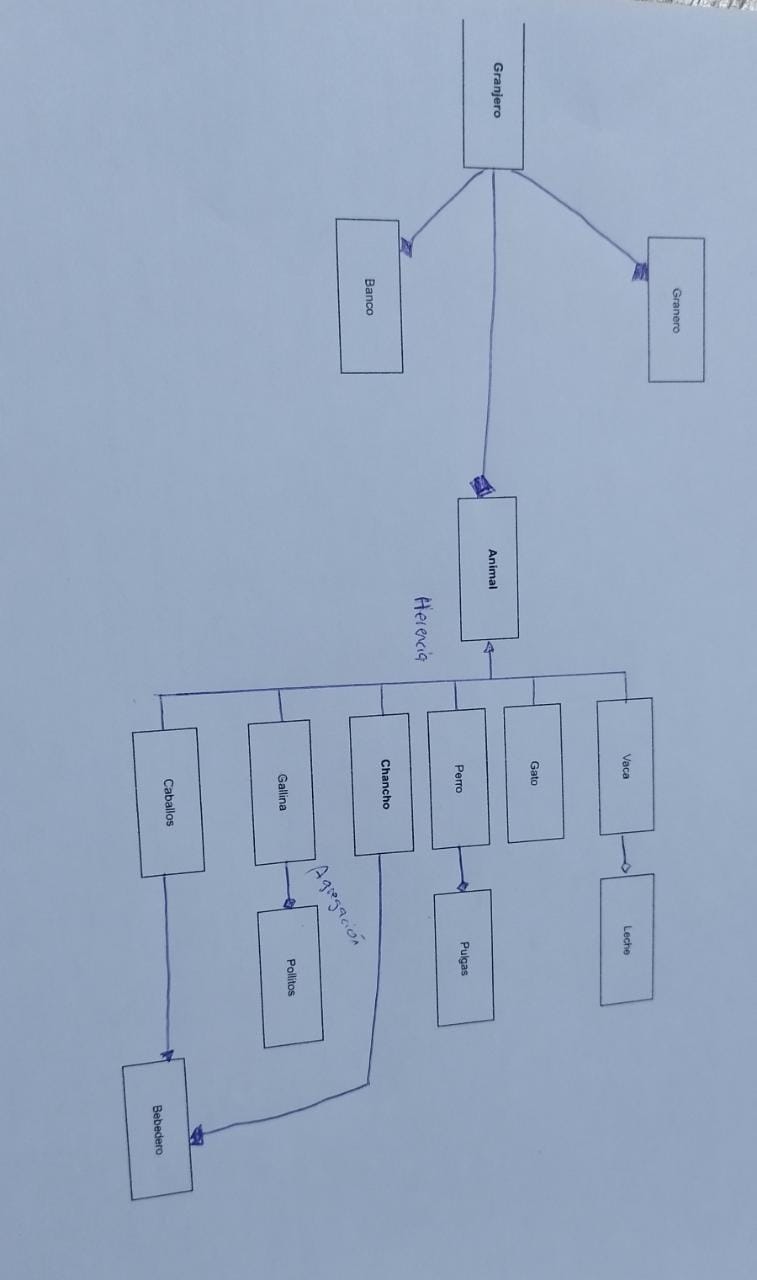 Granjero
Granero
Banco
Animal
Herencia
Vaca
Gato
Perro
Chancho
Gallina
Caballos
Agregación
Leche
Pulgas
Pollitos
Bebedero